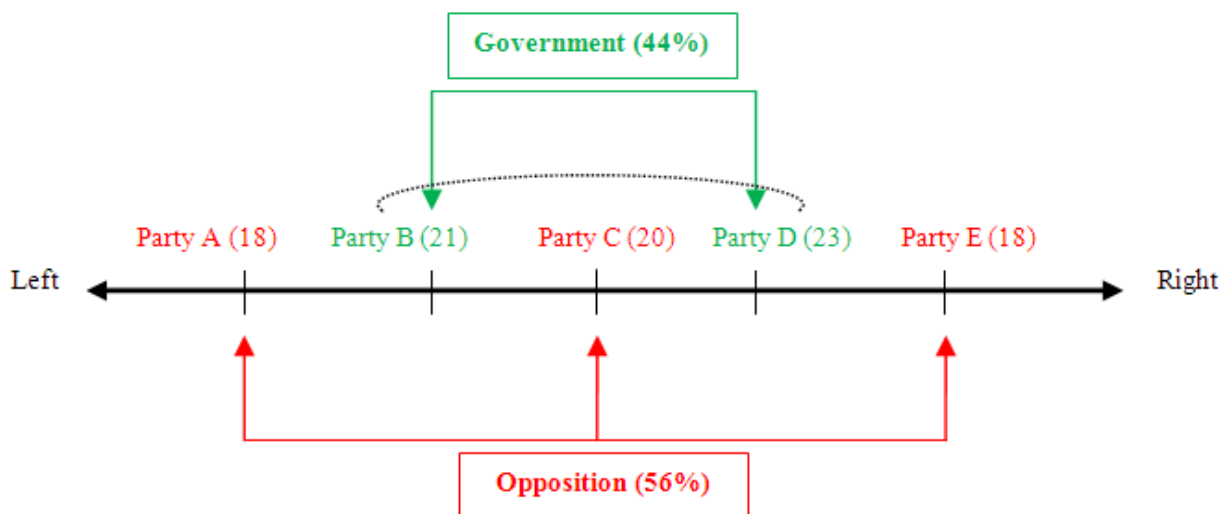 Government (44%)
Party A (18) Party B (21) Party C (20) Party D (23) Party E (18)
Left Right
Opposition (56%)